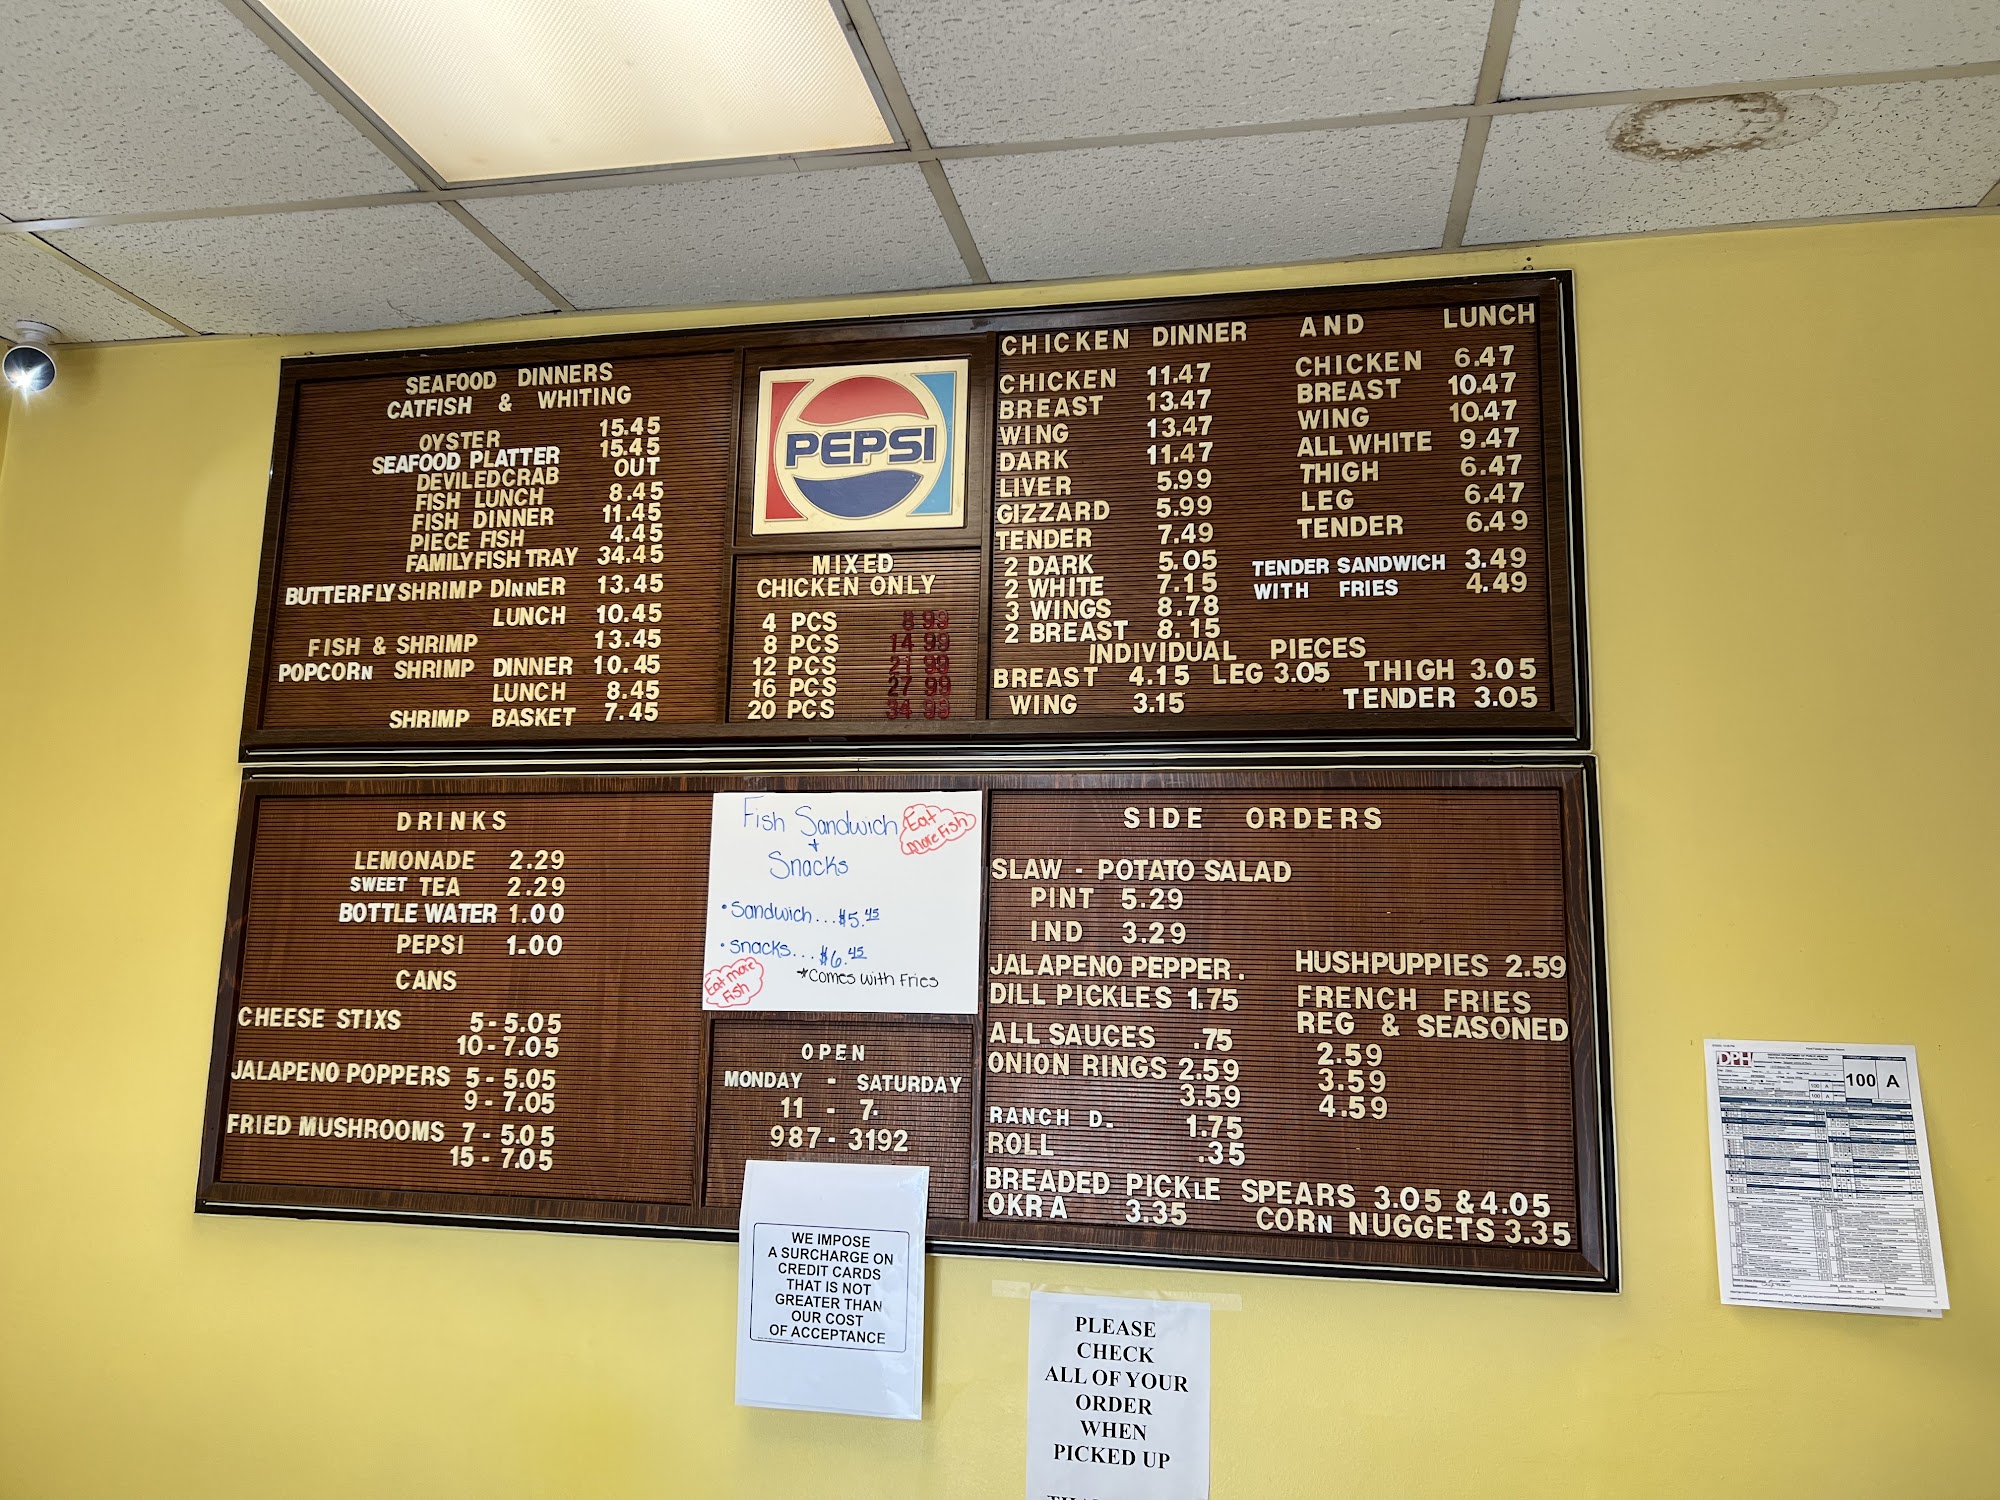 SEAFOOD DINNERS
CATFISH & WHITING
OYSTER 15.45
SEAFOOD PLATTER 15.45
DEVILEDCRAB OUT
FISH LUNCH 8.45
FISH DINNER 11.45
PIECE FISH 4.45
FAMILY FISH TRAY 34.45
BUTTERFLY SHRIMP DINNER 13.45
LUNCH 10.45
FISH & SHRIMP 13.45
POPCORN SHRIMP DINNER 10.45
LUNCH 8.45
SHRIMP BASKET 7.45
PEPSI
MIXED
CHICKEN ONLY
4 PCS 8 99
8 PCS 14 99
12 PCS 21 99
16 PCS 27 99
20 PCS 34 99
CHICKEN DINNER AND LUNCH
CHICKEN 11.47
BREAST 13.47
WING 13.47
DARK 11.47
LIVER 5.99
GIZZARD 5.99
TENDER 7.49
2 DARK 5.05
2 WHITE 7.15
3 WINGS 8.78
2 BREAST 8.15
CHICKEN 6.47
BREAST 10.47
WING 10.47
ALL WHITE 9.47
THIGH 6.47
LEG 6.47
TENDER 6.49
TENDER SANDWICH 3.49
WITH FRIES 4.49
INDIVIDUAL PIECES
BREAST 4.15 LEG 3.05 THIGH 3.05
WING 3.15 TENDER 3.05
DRINKS
LEMONADE 2.29
SWEET TEA 2.29
BOTTLE WATER 1.00
PEPSI 1.00
CANS
CHEESE STIXS 5 - 5.05
10 - 7.05
JALAPENO POPPERS 5 - 5.05
9 - 7.05
FRIED MUSHROOMS 7 - 5.05
15 - 7.05
Fish Sandwich
+
Snacks
Eat
more Fish
• Sandwich... $5.45
• Snacks... $6.45
*Comes with Fries
Eat more
Fish
OPEN
MONDAY - SATURDAY
11 - 7.
987 - 3192
SIDE ORDERS
SLAW - POTATO SALAD
PINT 5.29
IND 3.29
JALAPENO PEPPER .
DILL PICKLES 1.75
ALL SAUCES .75
ONION RINGS 2.59
3.59
RANCH D. 1.75
ROLL .35
HUSHPUPPIES 2.59
FRENCH FRIES
REG & SEASONED
2.59
3.59
4.59
BREADED PICKLE SPEARS 3.05 & 4.05
OKRA 3.35 CORN NUGGETS 3.35
WE IMPOSE
A SURCHARGE ON
CREDIT CARDS
THAT IS NOT
GREATER THAN
OUR COST
OF ACCEPTANCE
PLEASE
CHECK
ALL OF YOUR
ORDER
WHEN
PICKED UP
DPH
100 A